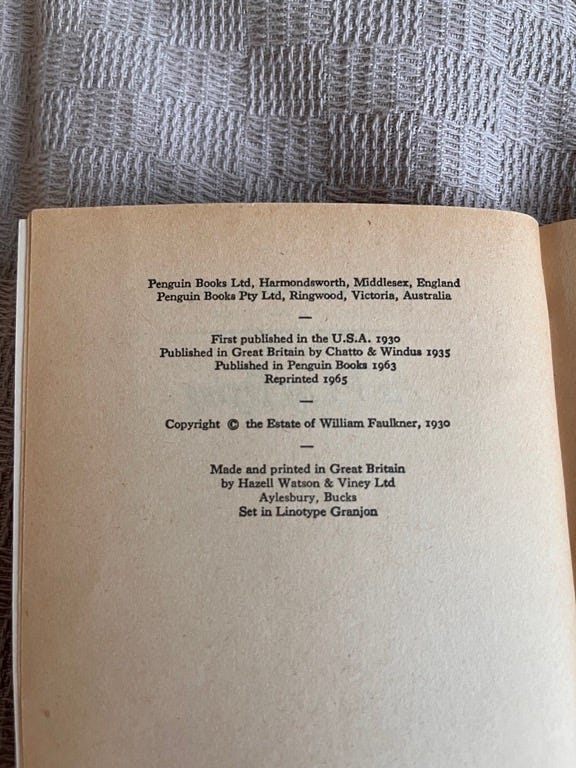 Penguin Books Ltd, Harmondsworth, Middlesex, England
Penguin Books Pty Ltd, Ringwood, Victoria, Australia
—
First published in the U.S.A. 1930
Published in Great Britain by Chatto & Windus 1935
Published in Penguin Books 1963
Reprinted 1965
—
Copyright © the Estate of William Faulkner, 1930
—
Made and printed in Great Britain
by Hazell Watson & Viney Ltd
Aylesbury, Bucks
Set in Linotype Granjon